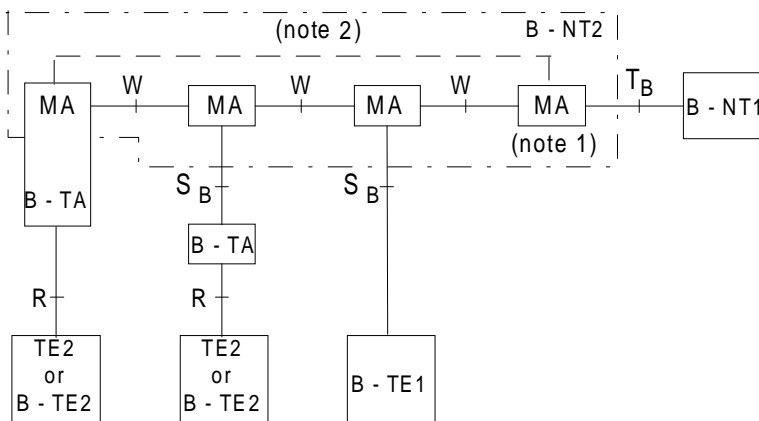 (note 2)
B - NT2
W
W
W
T B
MA
MA
MA
MA
B - NT1
(note 1)
S B
S B
B - TA
B - TA
R
R
TE2
or
B - TE2
TE2
or
B - TE2
B - TE1